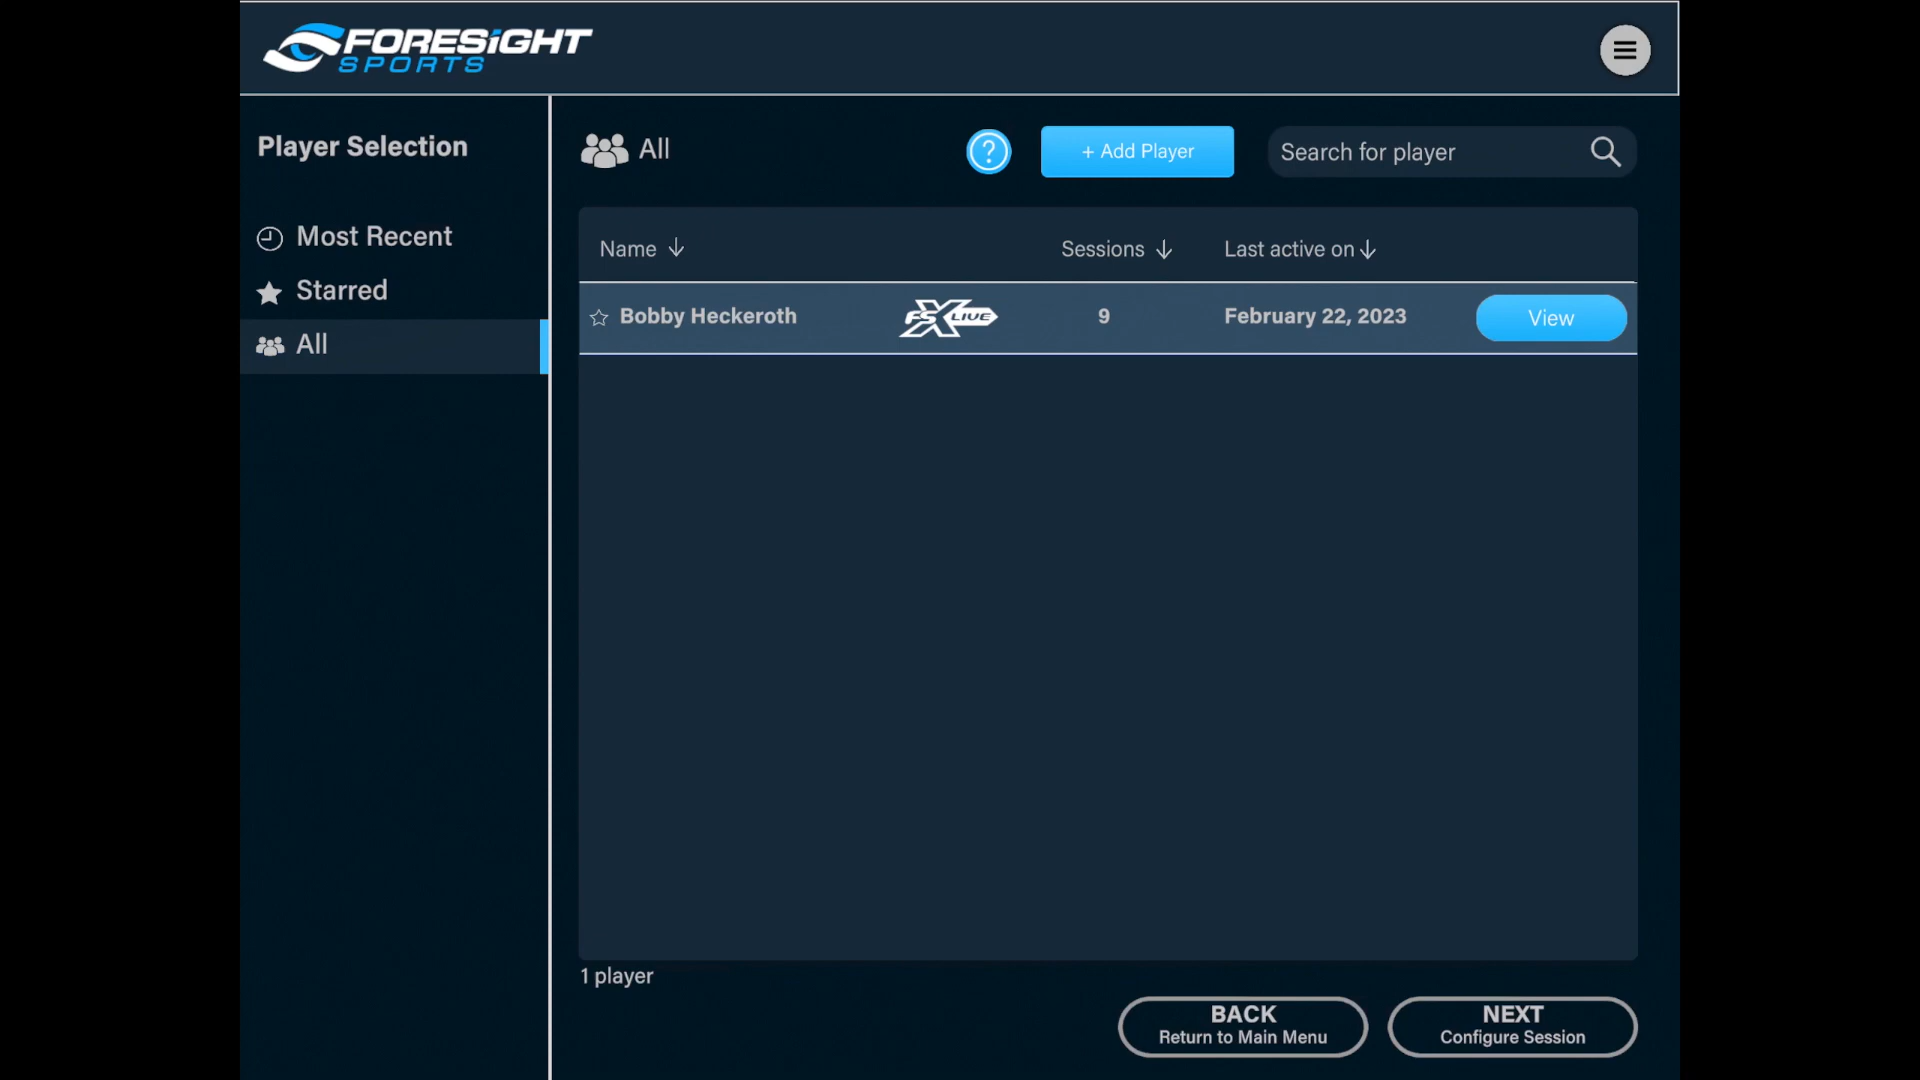 FORESiGHT
SPORTS
Player Selection
Most Recent
Starred
All
All
?
+ Add Player
Search for player
Name
Sessions
Last active on
Bobby Heckeroth
FSX LIVE
9
February 22, 2023
View
1 player
BACK
Return to Main Menu
NEXT
Configure Session